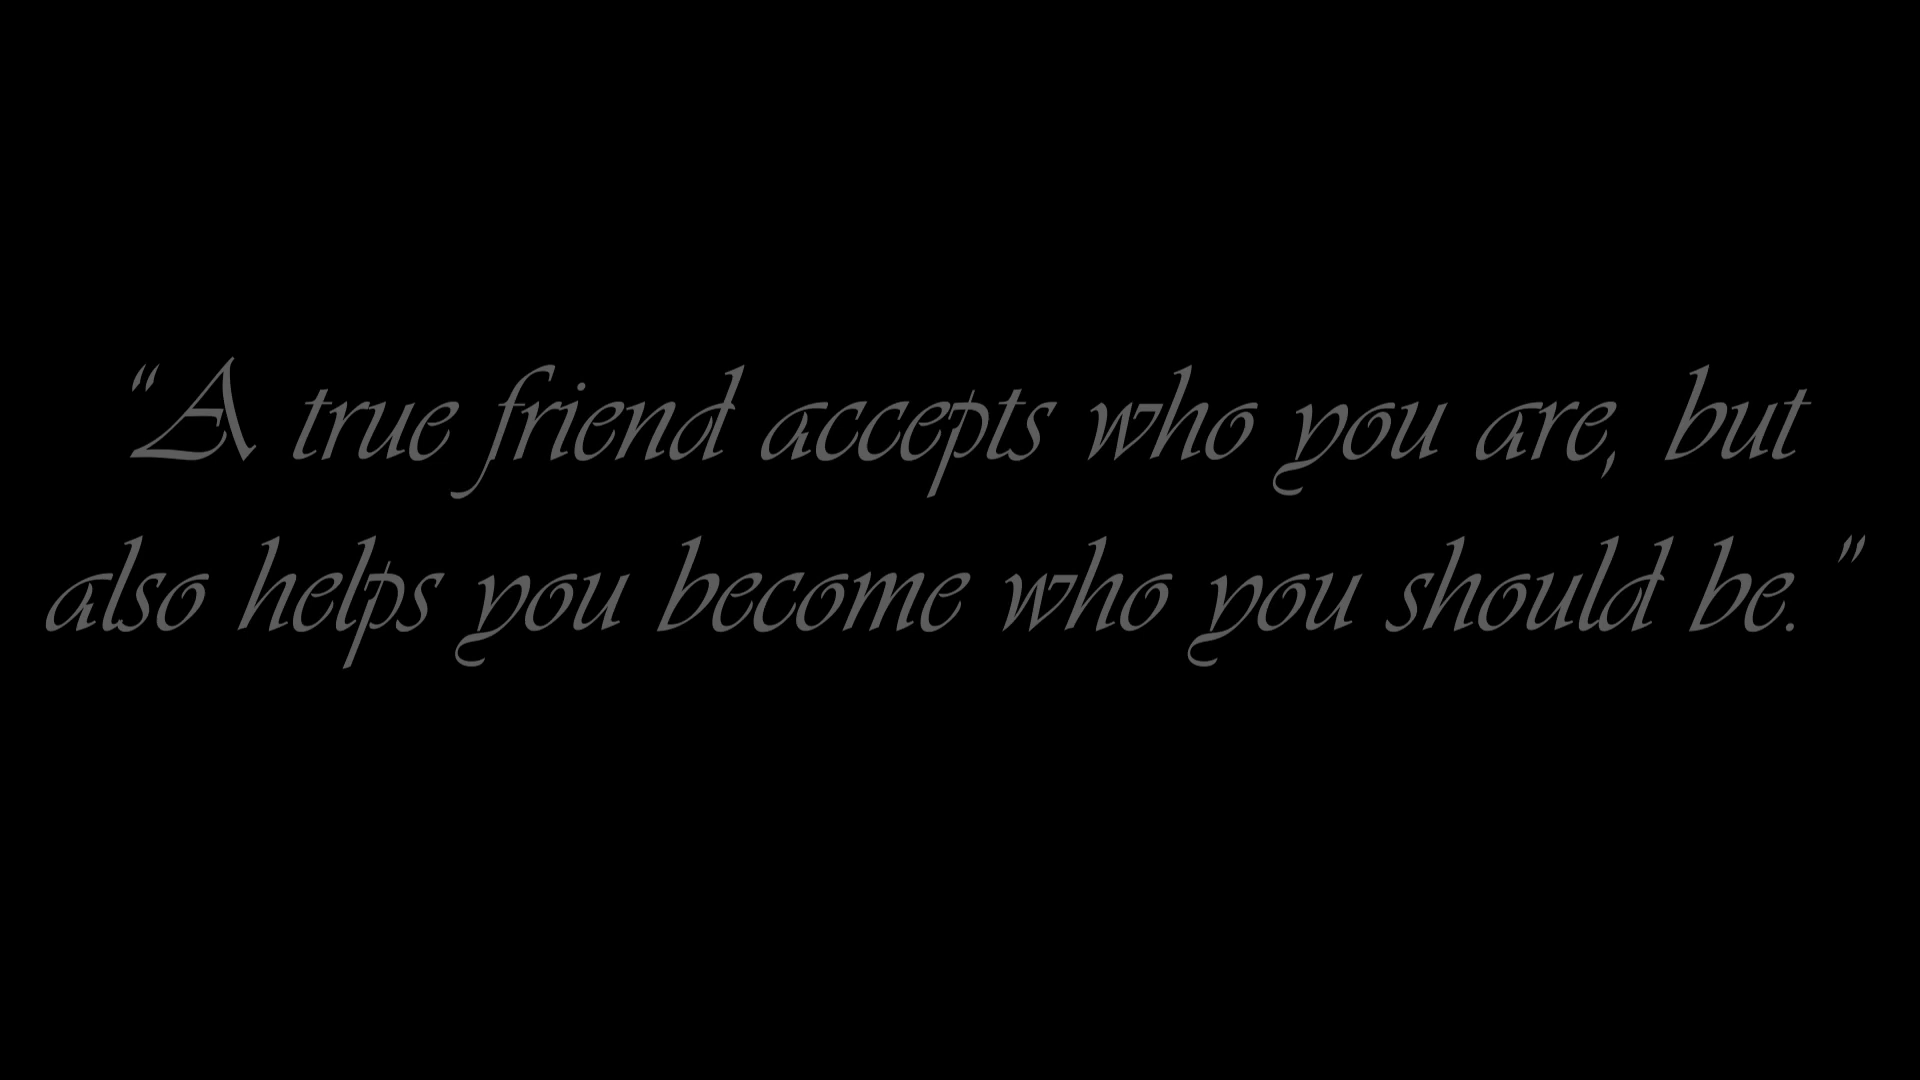 “A true friend accepts who you are, but
also helps you become who you should be.”